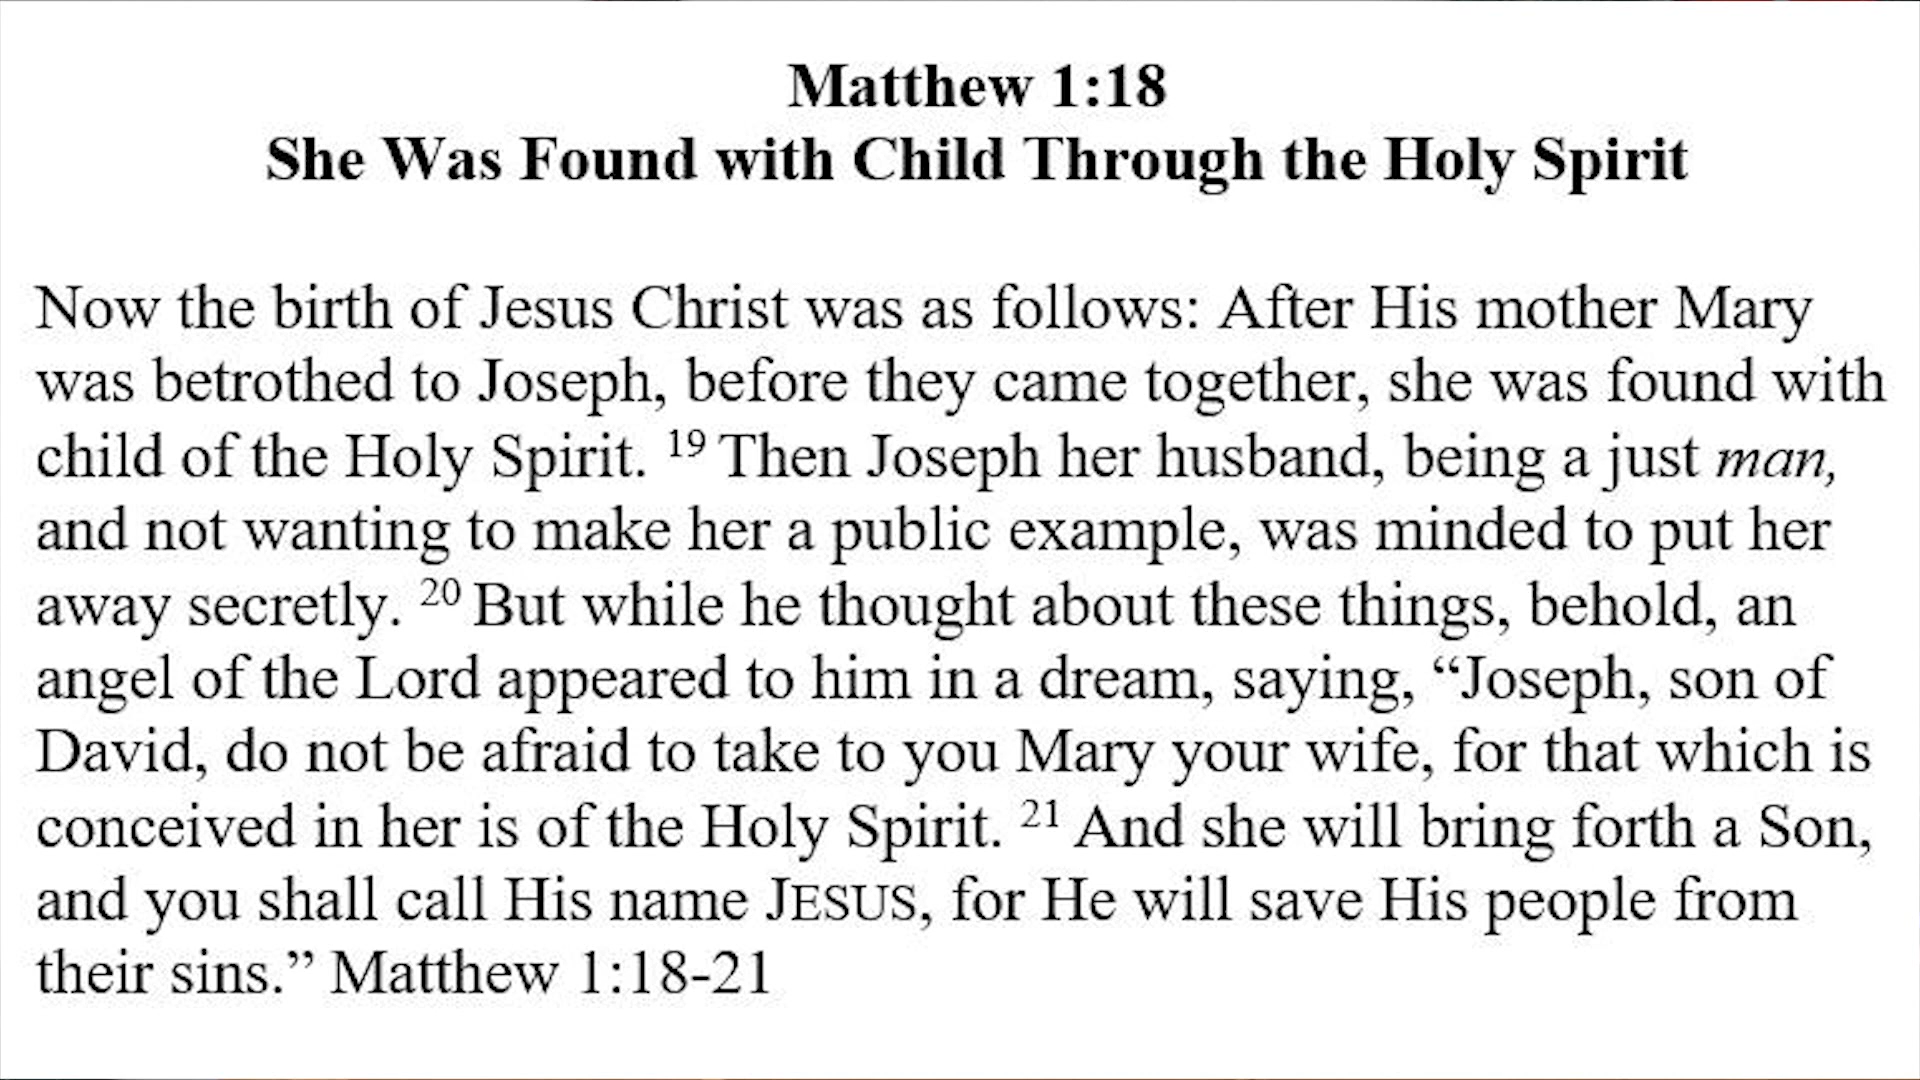 Matthew 1:18
She Was Found with Child Through the Holy Spirit
Now the birth of Jesus Christ was as follows: After His mother Mary
was betrothed to Joseph, before they came together, she was found with
child of the Holy Spirit. 19 Then Joseph her husband, being a just man,
and not wanting to make her a public example, was minded to put her
away secretly. 20 But while he thought about these things, behold, an
angel of the Lord appeared to him in a dream, saying, “Joseph, son of
David, do not be afraid to take to you Mary your wife, for that which is
conceived in her is of the Holy Spirit. 21 And she will bring forth a Son,
and you shall call His name JESUS, for He will save His people from
their sins.” Matthew 1:18-21